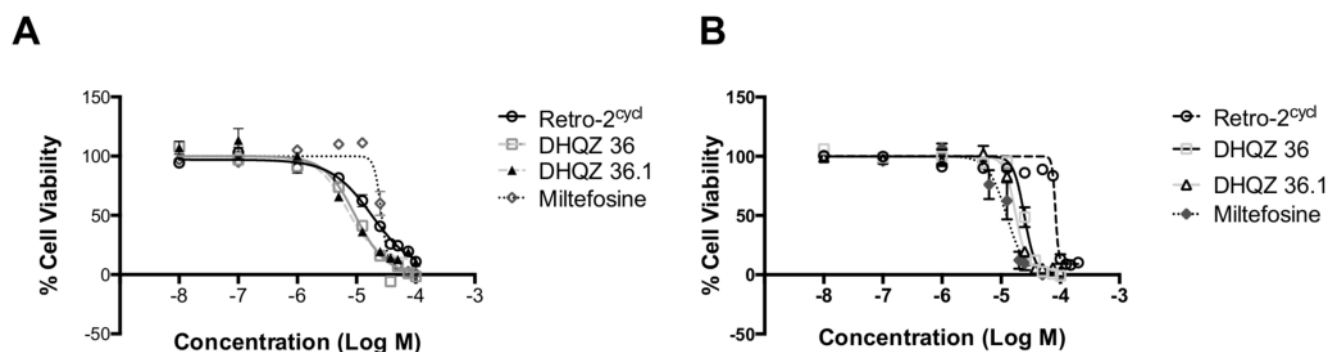 A
% Cell Viability
150
100
50
0
-50
-8 -7 -6 -5 -4 -3
Concentration (Log M)
Retro-2cycl
DHQZ 36
DHQZ 36.1
Miltefosine
B
% Cell Viability
150
100
50
0
-50
-8 -7 -6 -5 -4 -3
Concentration (Log M)
Retro-2cycl
DHQZ 36
DHQZ 36.1
Miltefosine